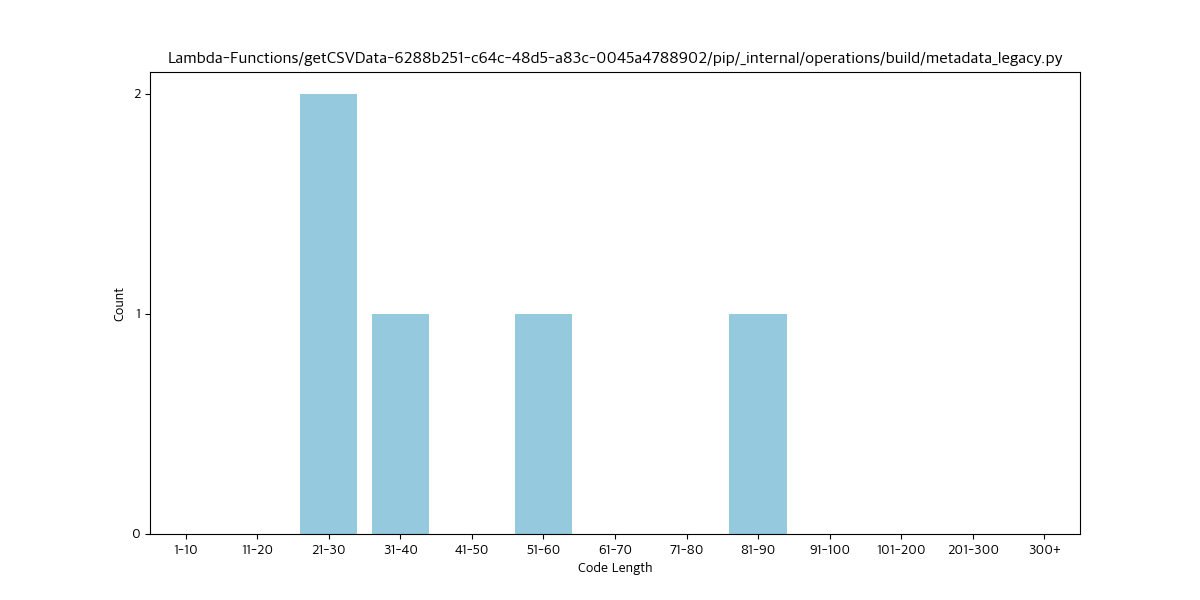 Lambda-Functions/getCSVData-6288b251-c64c-48d5-a83c-0045a4788902/pip/_internal/operations/build/metadata_legacy.py
2
1
0
Count
1-10 11-20 21-30 31-40 41-50 51-60 61-70 71-80 81-90 91-100 101-200 201-300 300+
Code Length